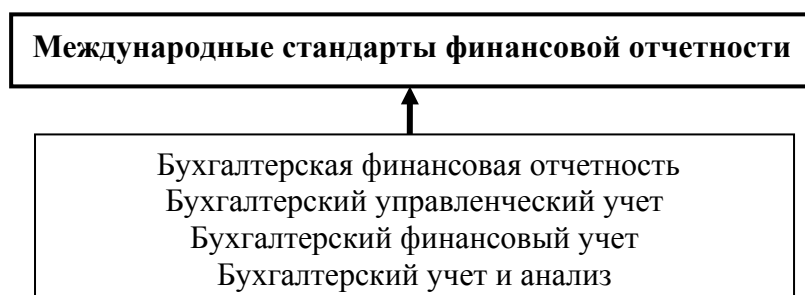 Международные стандарты финансовой отчетности
Бухгалтерская финансовая отчетность
Бухгалтерский управленческий учет
Бухгалтерский финансовый учет
Бухгалтерский учет и анализ